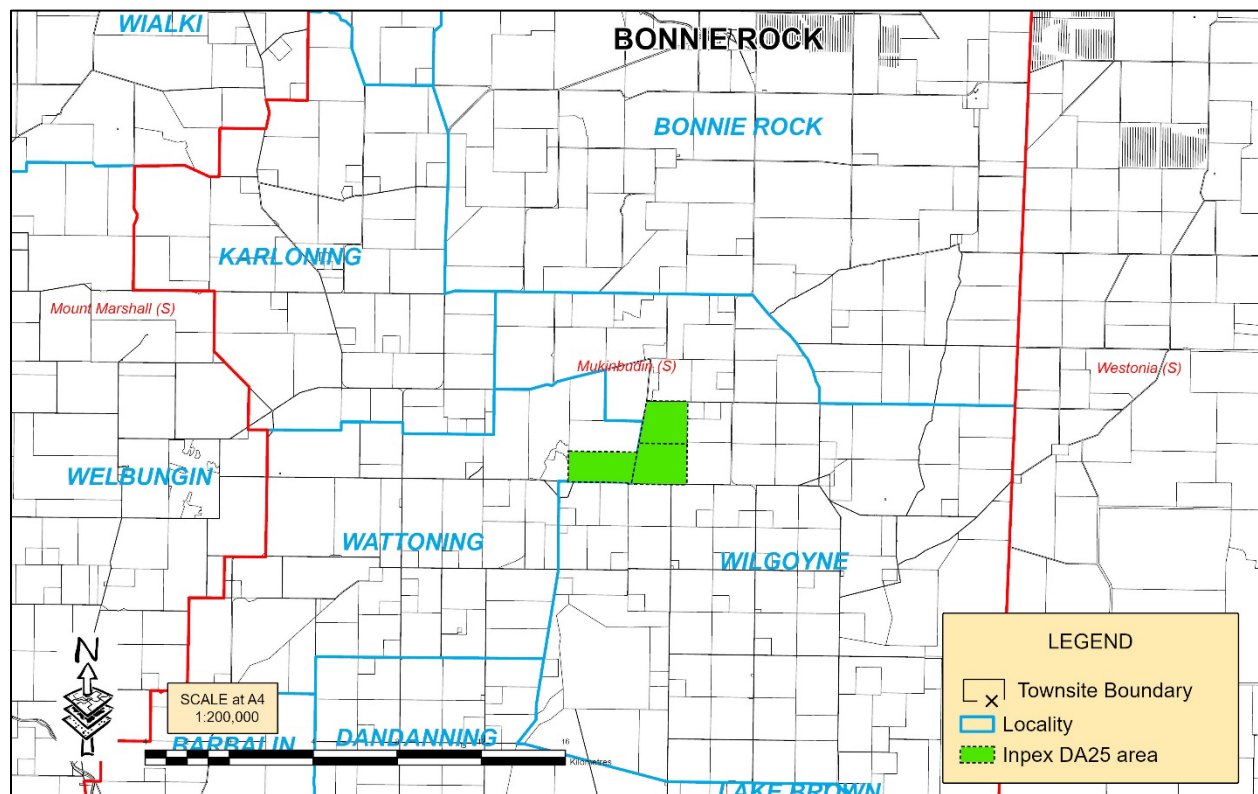 WIALKI
BONNIE ROCK
BONNIE ROCK
KARLONING
Mount Marshall (S)
Mukinbudin (S)
Westonia (S)
WELBUNGIN
WATTONING
WILGOYNE
LEGEND
Townsite Boundary
Locality
Inpex DA25 area
N
SCALE at A4
1:200,000
BARBALIN
DANDANNING
16
Kilometres
LAKE BROWN